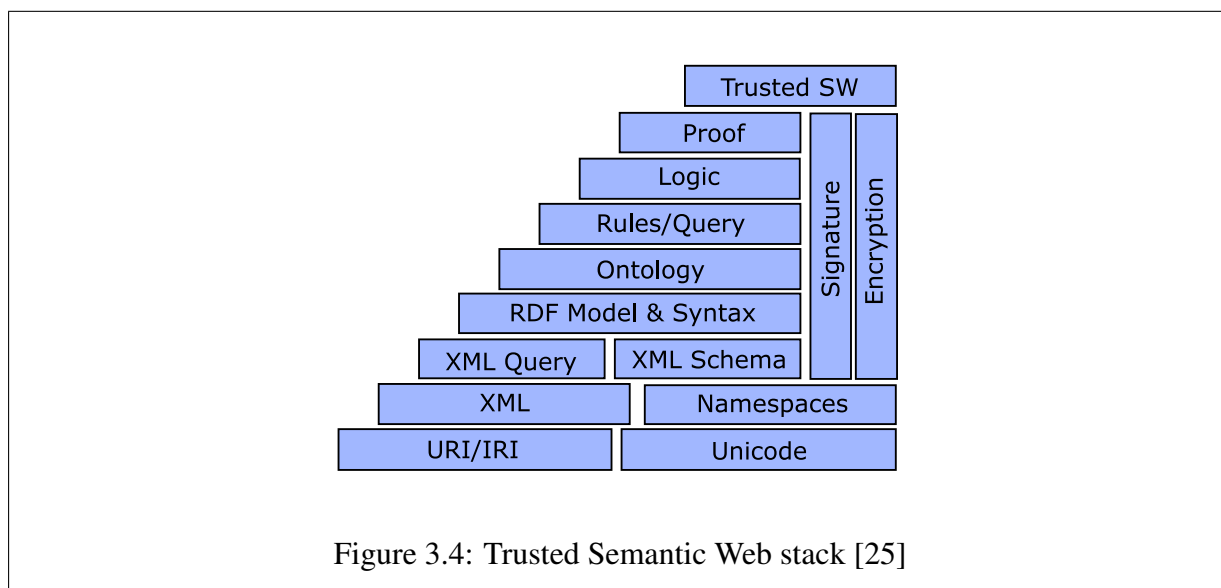 Trusted SW
Proof
Logic
Rules/Query
Ontology
RDF Model & Syntax
XML Query
XML Schema
Signature
Encryption
XML
Namespaces
URI/IRI
Unicode
Figure 3.4: Trusted Semantic Web stack [25]